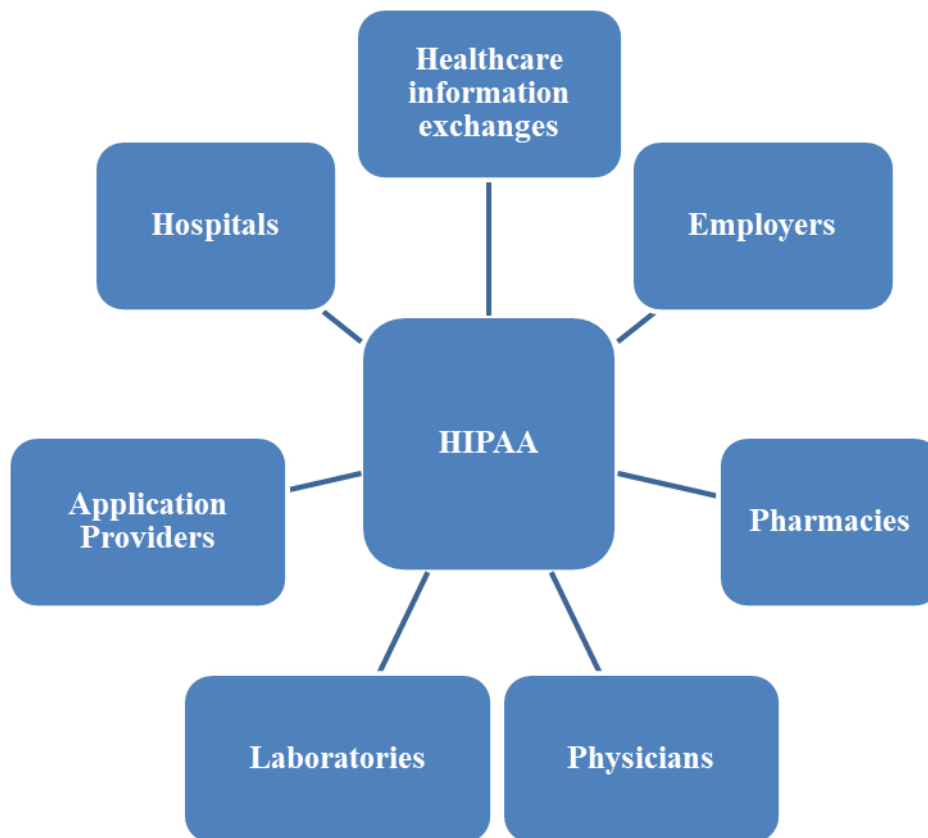 Healthcare
information
exchanges
Hospitals
Employers
HIPAA
Application
Providers
Pharmacies
Laboratories
Physicians